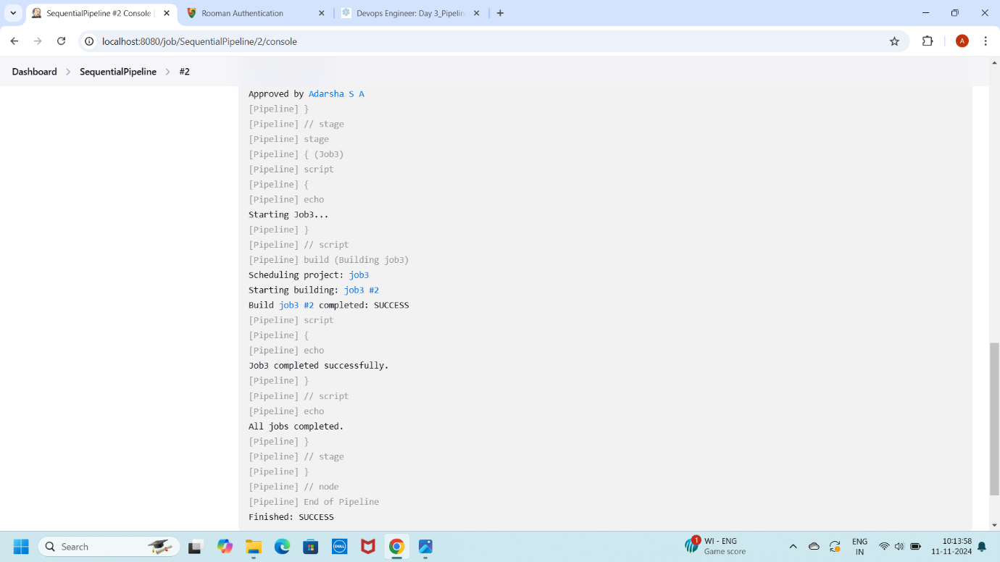 SequentialPipeline #2 Console
Rooman Authentication
Devops Engineer: Day 3_Pipelin
localhost:8080/job/SequentialPipeline/2/console
A
Dashboard > SequentialPipeline > #2
Approved by Adarsha S A
[Pipeline] }
[Pipeline] // stage
[Pipeline] stage
[Pipeline] { (Job3)
[Pipeline] script
[Pipeline] {
[Pipeline] echo
Starting Job3...
[Pipeline] }
[Pipeline] // script
[Pipeline] build (Building job3)
Scheduling project: job3
Starting building: job3 #2
Build job3 #2 completed: SUCCESS
[Pipeline] script
[Pipeline] {
[Pipeline] echo
Job3 completed successfully.
[Pipeline] }
[Pipeline] // script
[Pipeline] echo
All jobs completed.
[Pipeline] }
[Pipeline] // stage
[Pipeline] }
[Pipeline] // node
[Pipeline] End of Pipeline
Finished: SUCCESS
Search
DELL
1
WI - ENG
Game score
ENG
IN
10:13:58
11-11-2024